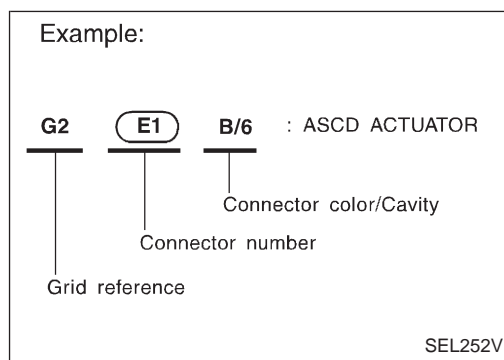 Example:
G2 E1 B/6 : ASCD ACTUATOR
Connector color/Cavity
Connector number
Grid reference
SEL252V